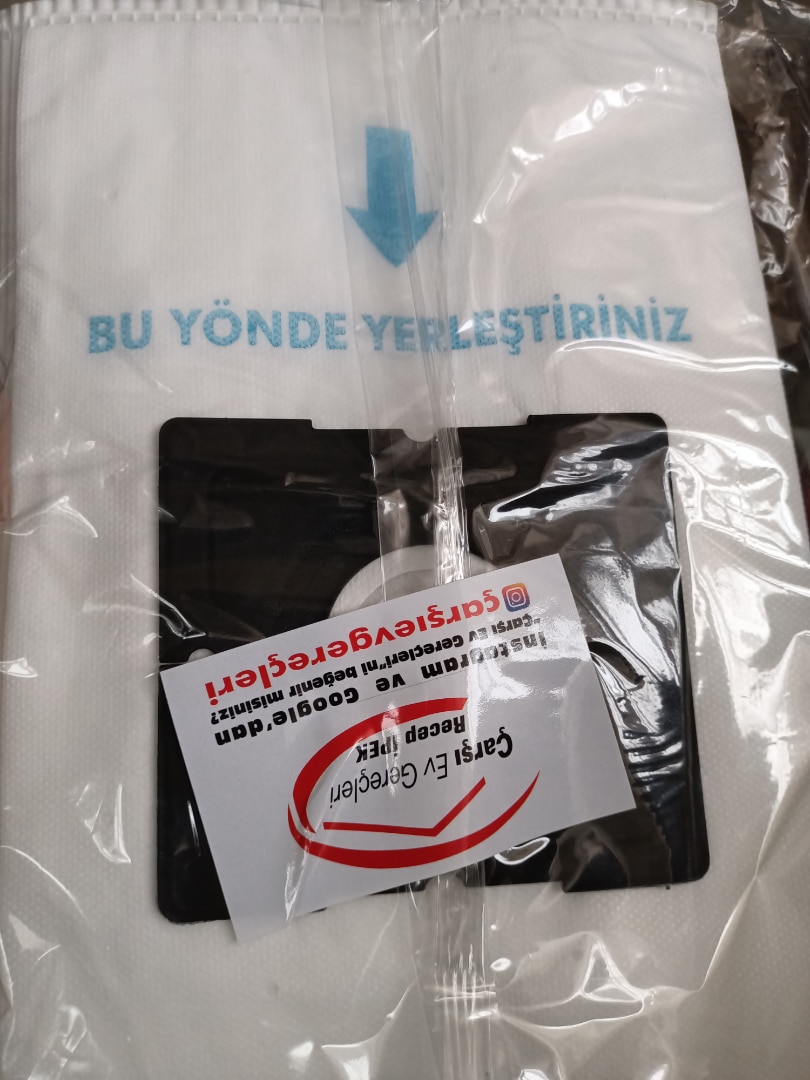 BU YÖNDE YERLEŞTİRİNİZ
Çarşı Ev Gereçleri
Recep İPEK
İnstagram ve Google'dan
"Çarşı Ev Gereçleri"ni beğenir misiniz?
çarşıevgereçleri